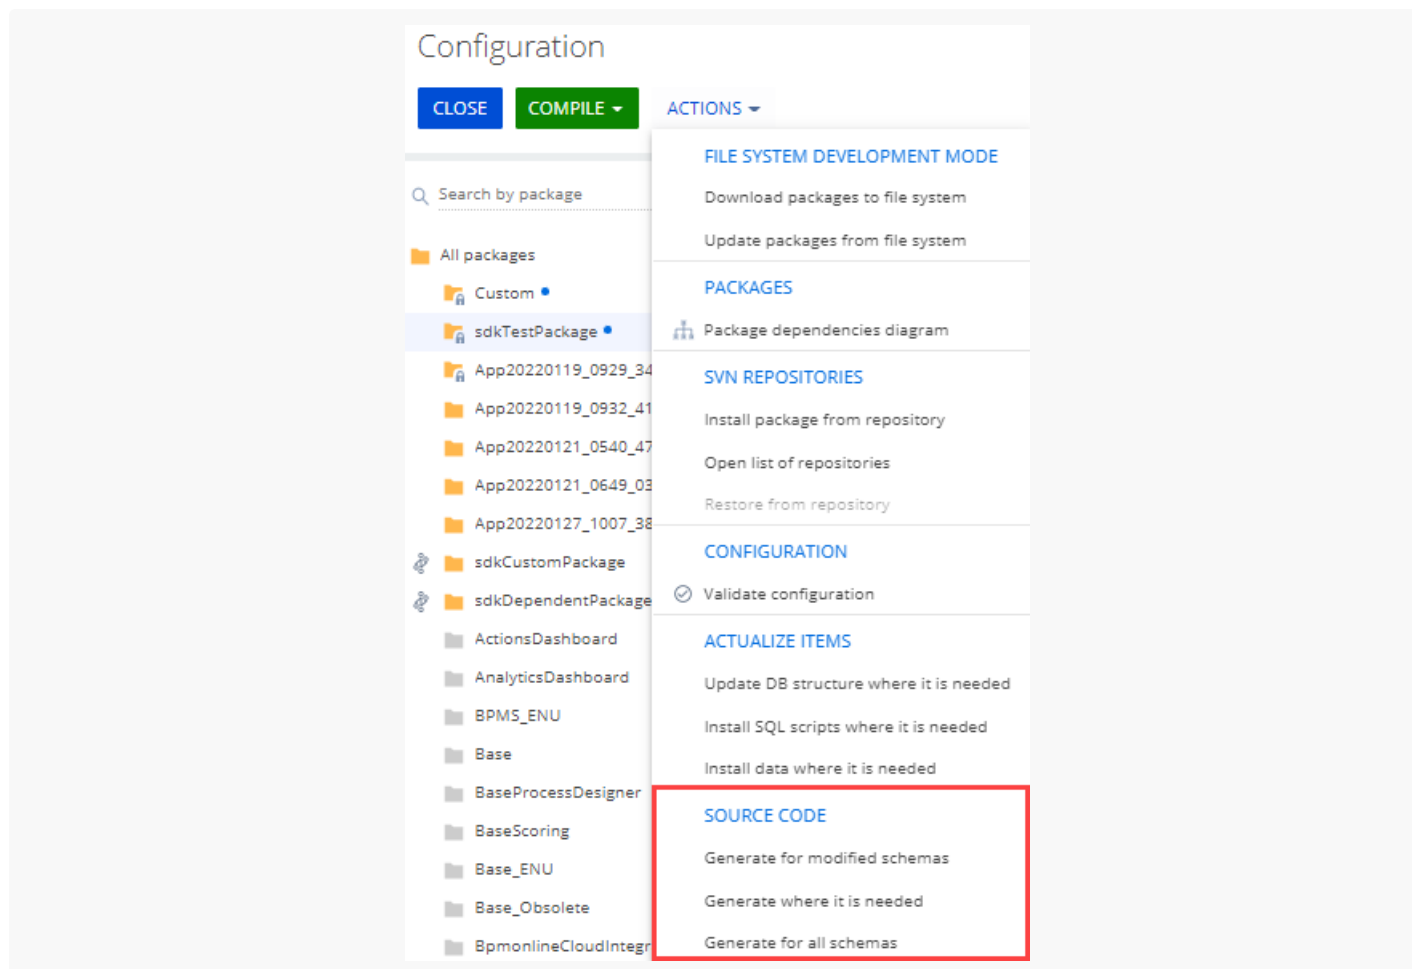 Configuration
CLOSE
COMPILE
ACTIONS
Search by package
All packages
Custom
sdkTestPackage
App20220119_0929_34
App20220119_0932_41
App20220121_0540_47
App20220121_0649_03
App20220127_1007_38
sdkCustomPackage
sdkDependentPackage
ActionsDashboard
AnalyticsDashboard
BPMS_ENU
Base
BaseProcessDesigner
BaseScoring
Base_ENU
Base_Obsolete
BpmonlineCloudIntegr
FILE SYSTEM DEVELOPMENT MODE
Download packages to file system
Update packages from file system
PACKAGES
Package dependencies diagram
SVN REPOSITORIES
Install package from repository
Open list of repositories
Restore from repository
CONFIGURATION
Validate configuration
ACTUALIZE ITEMS
Update DB structure where it is needed
Install SQL scripts where it is needed
Install data where it is needed
SOURCE CODE
Generate for modified schemas
Generate where it is needed
Generate for all schemas